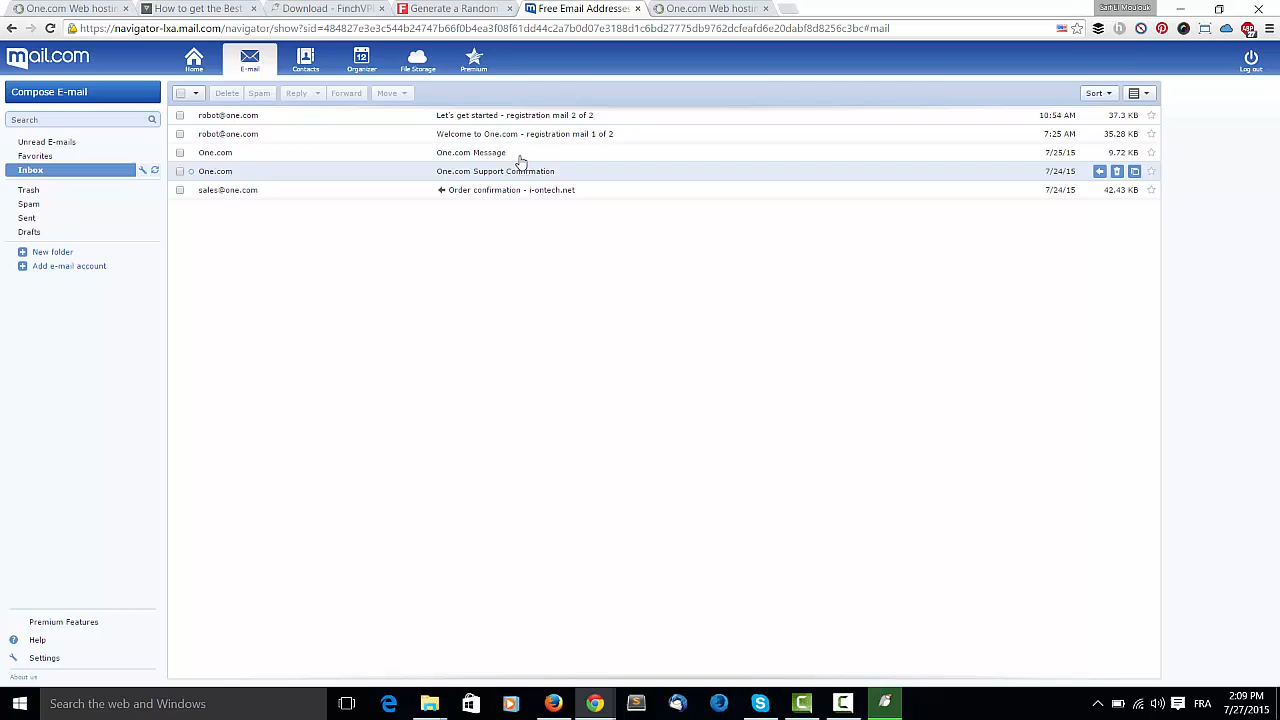 One.com Web hostin
How to get the Best
Download - FinchVP
Generate a Random
Free Email Addresse
One.com Web hostin
https://navigator-lxa.mail.com/navigator/show?sid=484827e3e3c544b24747b66f0b4ea3f08f61dd44c2a7b0d07e3188d1c6bd27775db9767962dcfeafd6e20dabf8d8256c3bc#mail
mail.com
Home
E-mail
Contacts
12
Organizer
File Storage
Premium
Log out
Compose E-mail
Delete
Spam
Reply
Forward
Move
Sort
Search
Unread E-mails
Favorites
Inbox
Trash
Spam
Sent
Drafts
New folder
Add e-mail account
robot@one.com Let's get started - registration mail 2 of 2 10:54 AM 37.3 KB
robot@one.com Welcome to One.com - registration mail 1 of 2 7:25 AM 35.28 KB
One.com One.com Message 7/25/15 9.72 KB
One.com One.com Support Confirmation 7/24/15
sales@one.com Order confirmation - i-ontech.net 7/24/15 42.43 KB
Premium Features
Help
Settings
About us
Search the web and Windows
FRA
2:09 PM
7/27/2015